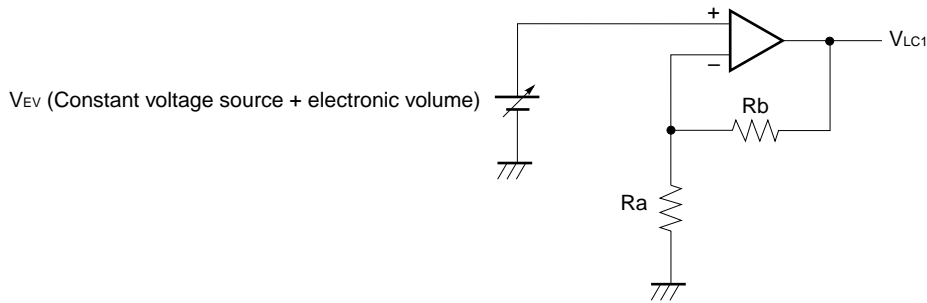 +
VLC1
−
VEV (Constant voltage source + electronic volume)
Rb
Ra